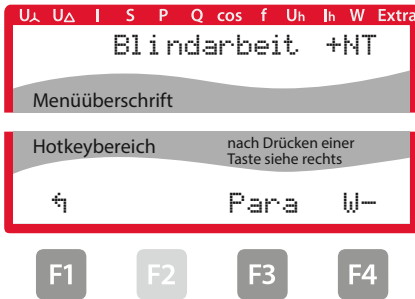 U⅄ U∆ I S P Q cos f Uh Ih W Extra
Blindarbeit +NT
Menüüberschrift
Hotkeybereich
nach Drücken einer
Taste siehe rechts
↰ Para W-
F1 F2 F3 F4